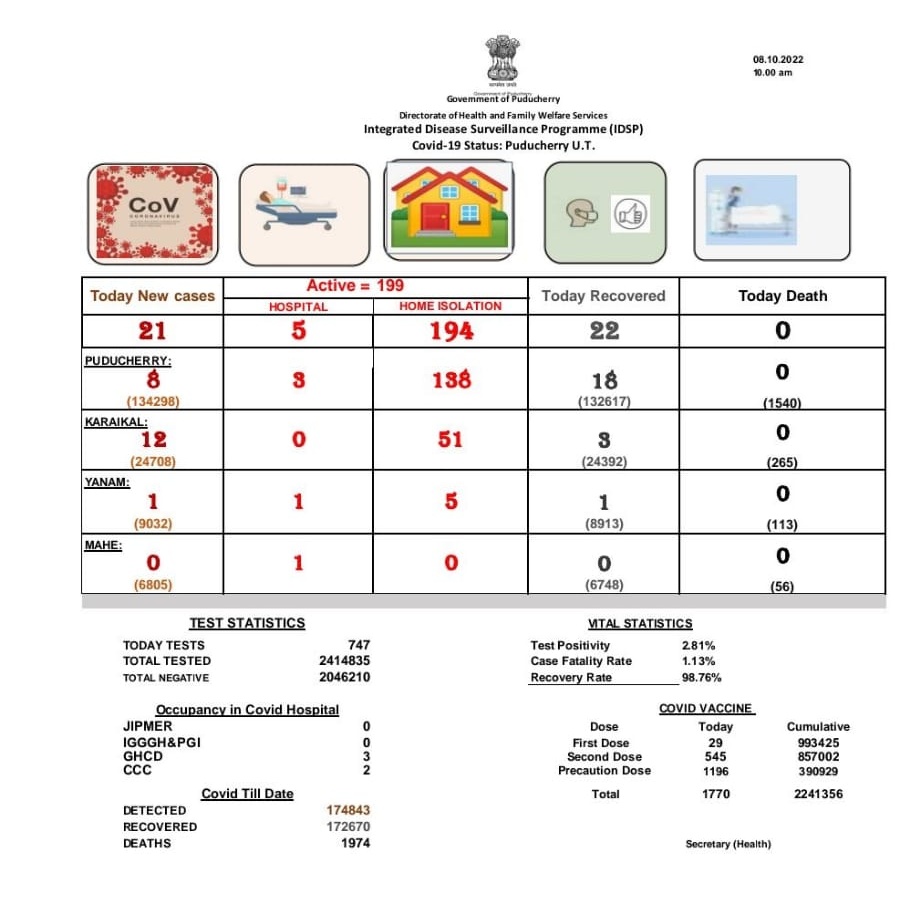 08.10.2022
10.00 am
सत्यमेव जयते
Government of Puducherry
Government of Puducherry
Directorate of Health and Family Welfare Services
Integrated Disease Surveillance Programme (IDSP)
Covid-19 Status: Puducherry U.T.
CoV
CORONAVIRUS
Today New cases
Active = 199
HOSPITAL HOME ISOLATION
Today Recovered
Today Death
21 5 194 22 0
PUDUCHERRY:
8 3 138 18 0
(134298) (132617) (1540)
KARAIKAL:
12 0 51 3 0
(24708) (24392) (265)
YANAM:
1 1 5 1 0
(9032) (8913) (113)
MAHE:
0 1 0 0 0
(6805) (6748) (56)
TEST STATISTICS
TODAY TESTS 747
TOTAL TESTED 2414835
TOTAL NEGATIVE 2046210
VITAL STATISTICS
Test Positivity 2.81%
Case Fatality Rate 1.13%
Recovery Rate 98.76%
Occupancy in Covid Hospital
JIPMER 0
IGGGH&PGI 0
GHCD 3
CCC 2
COVID VACCINE
Dose Today Cumulative
First Dose 29 993425
Second Dose 545 857002
Precaution Dose 1196 390929
Total 1770 2241356
Covid Till Date
DETECTED 174843
RECOVERED 172670
DEATHS 1974
Secretary (Health)